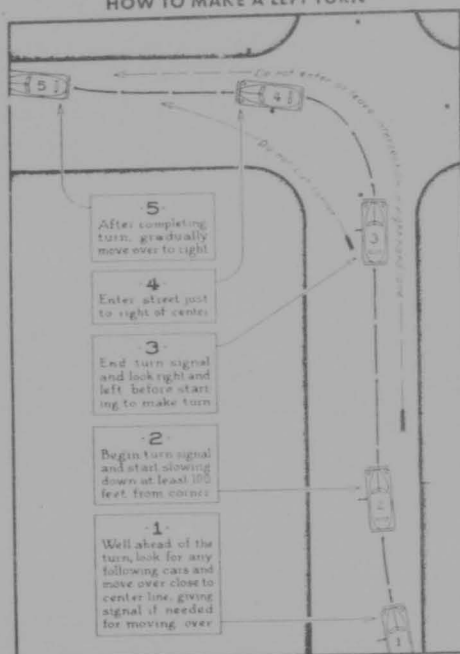 HOW TO MAKE A LEFT TURN
5
4
Do not enter or leave
Do not cut corner
3
·5·
After completing
turn, gradually
move over to right
·4·
Enter street just
to right of center
·3·
End turn signal
and look right and
left before start
ing to make turn
·2·
Begin turn signal
and start slowing
down at least 100
feet from corner
·1·
Well ahead of the
turn, look for any
following cars and
move over close to
center line, giving
signal if needed
for moving over
1